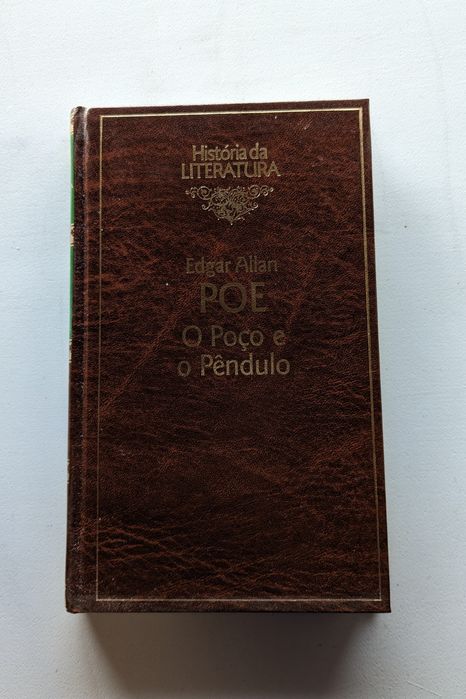 História da
LITERATURA
Edgar Allan
POE
O Poço e
o Pêndulo